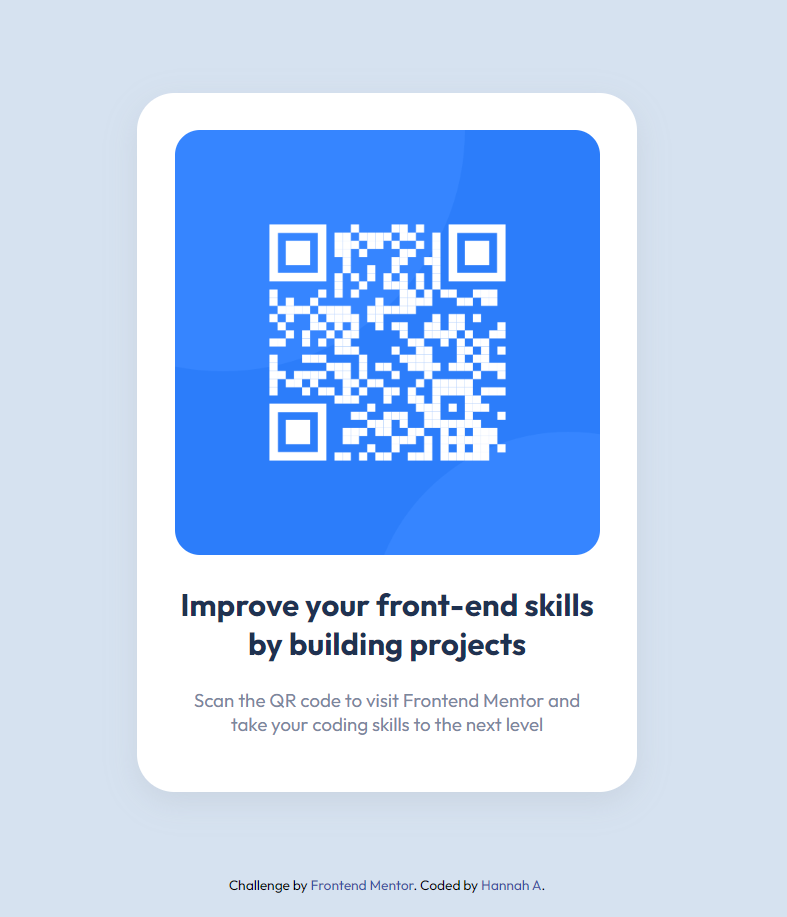 Improve your front-end skills
by building projects
Scan the QR code to visit Frontend Mentor and
take your coding skills to the next level
Challenge by Frontend Mentor. Coded by Hannah A.